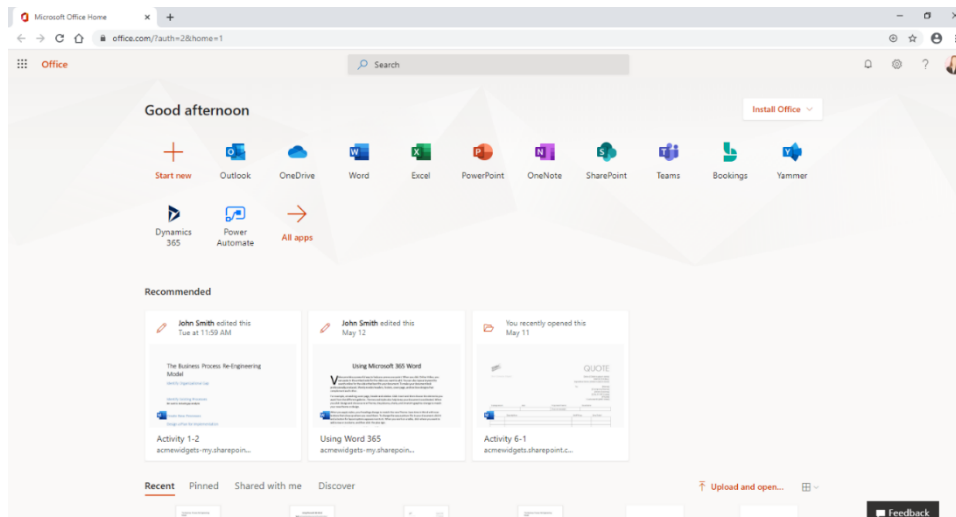 Microsoft Office Home
office.com/?auth=2&home=1
Office
Search
Good afternoon
Install Office
Start new
Outlook
OneDrive
Word
Excel
PowerPoint
OneNote
SharePoint
Teams
Bookings
Yammer
Dynamics
365
Power
Automate
All apps
Recommended
John Smith edited this
Tue at 11:59 AM
The Business Process Re-Engineering
Model
Activity 1-2
acmewidgets-my.sharepoin...
John Smith edited this
May 12
Using Microsoft 365 Word
Using Word 365
acmewidgets-my.sharepoin...
You recently opened this
May 11
QUOTE
Activity 6-1
acmewidgets.sharepoint.c...
Recent Pinned Shared with me Discover
Upload and open...
Feedback